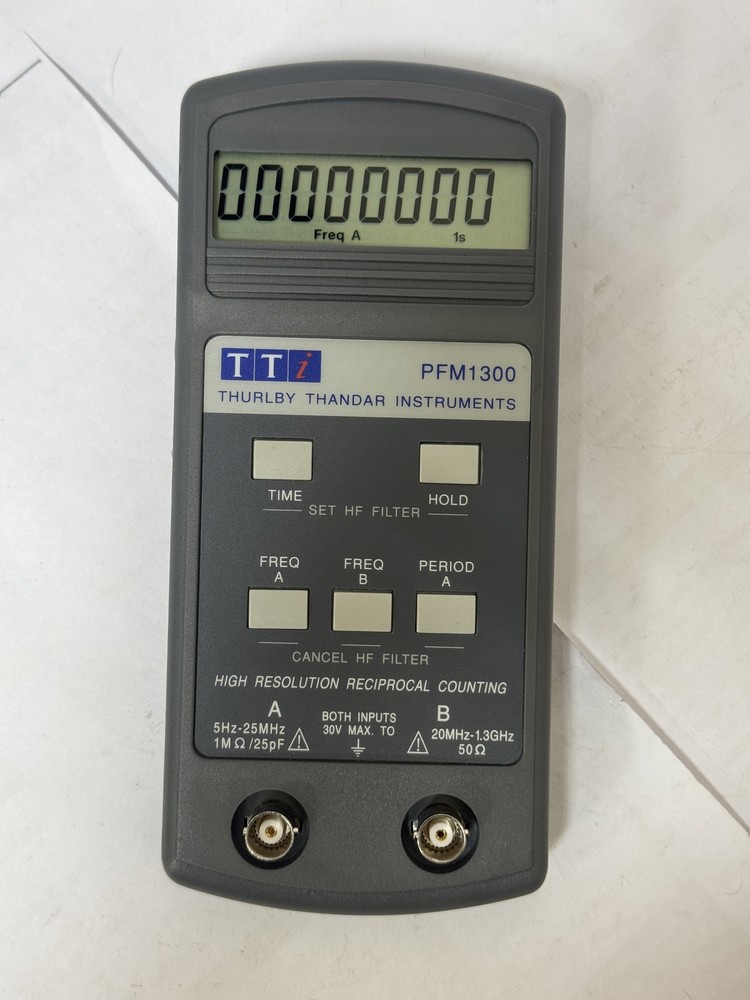 00000000
Freq A 1s
TTi PFM1300
THURLBY THANDAR INSTRUMENTS
TIME HOLD
SET HF FILTER
FREQ A FREQ B PERIOD A
CANCEL HF FILTER
HIGH RESOLUTION RECIPROCAL COUNTING
A
5Hz-25MHz
1MΩ/25pF
BOTH INPUTS
30V MAX. TO
B
20MHz-1.3GHz
50Ω